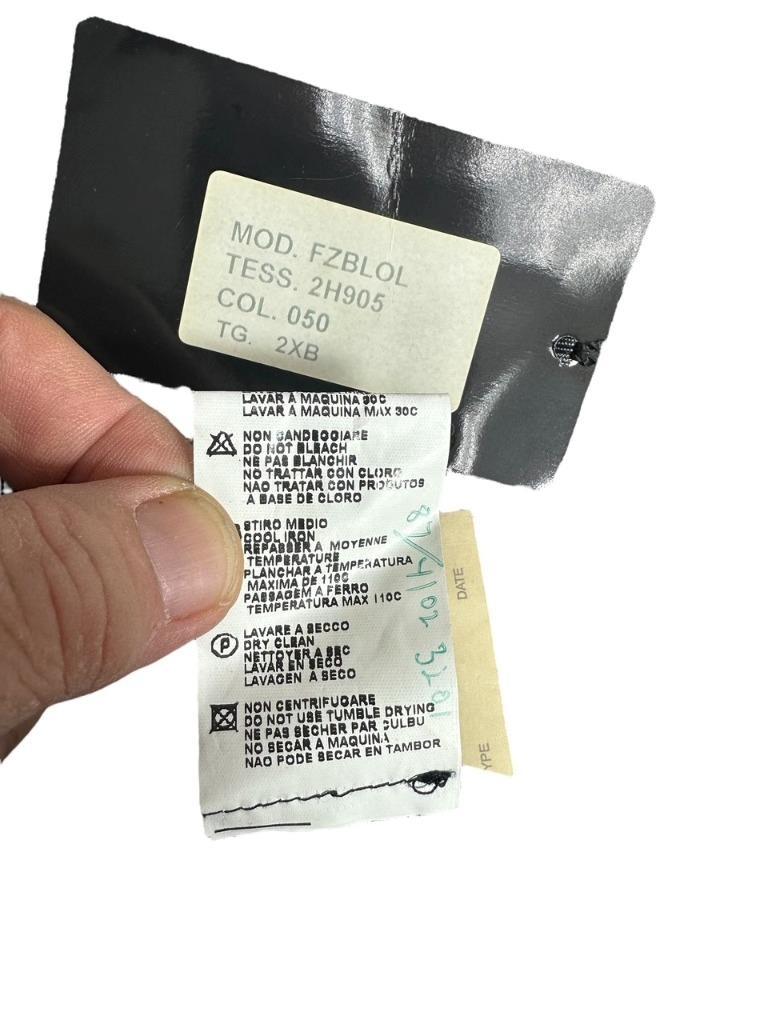 MOD. FZBLOL
TESS. 2H905
COL. 050
TG. 2XB
LAVAR A MAQUINA 30C
LAVAR A MAQUINA MAX 30C
NON CANDEGGIARE
DO NOT BLEACH
NE PAS BLANCHIR
NO TRATTAR CON CLORO
NAO TRATAR CON PRODUTOS
A BASE DE CLORO
STIRO MEDIO
COOL IRON
REPASSER A MOYENNE
TEMPERATURE
PLANCHAR A TEMPERATURA
MAXIMA DE 110C
PASSAGEM A FERRO
TEMPERATURA MAX 110C
P
LAVARE A SECCO
DRY CLEAN
NETTOYER A SEC
LAVAR EN SECO
LAVAGEN A SECO
NON CENTRIFUGARE
DO NOT USE TUMBLE DRYING
NE PAS SECHER PAR CULBU
NO SECAR A MAQUINA
NAO PODE SECAR EN TAMBOR
DATE
YPE